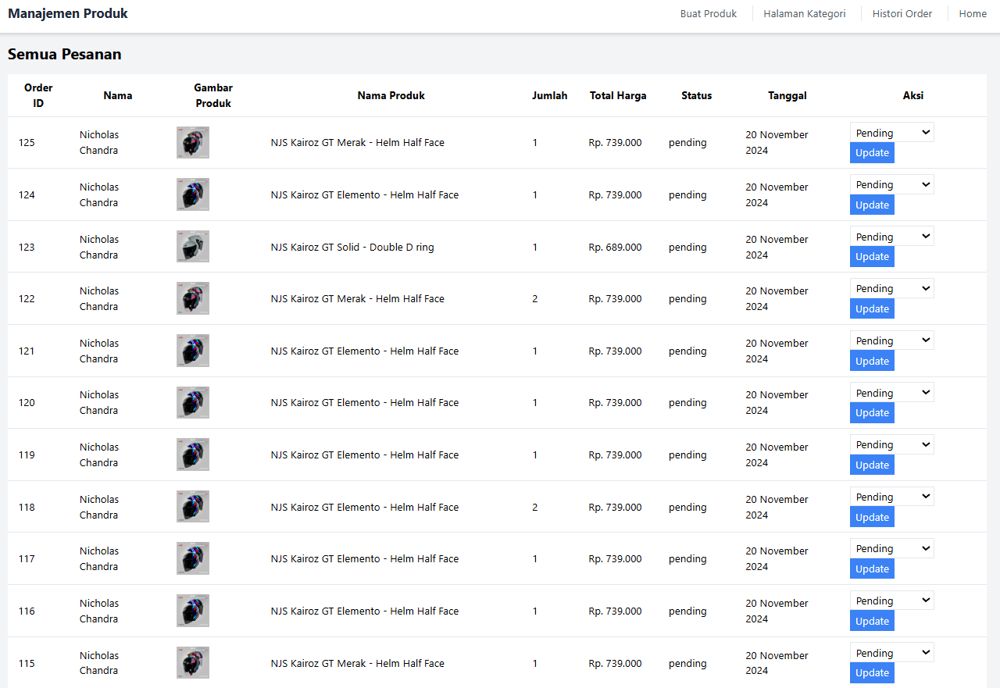 Manajemen Produk
Buat Produk Halaman Kategori Histori Order Home
Semua Pesanan
Order ID Nama Gambar Produk Nama Produk Jumlah Total Harga Status Tanggal Aksi
125 Nicholas Chandra NJS Kairoz GT Merak - Helm Half Face 1 Rp. 739.000 pending 20 November 2024 Pending Update
124 Nicholas Chandra NJS Kairoz GT Elemento - Helm Half Face 1 Rp. 739.000 pending 20 November 2024 Pending Update
123 Nicholas Chandra NJS Kairoz GT Solid - Double D ring 1 Rp. 689.000 pending 20 November 2024 Pending Update
122 Nicholas Chandra NJS Kairoz GT Merak - Helm Half Face 2 Rp. 739.000 pending 20 November 2024 Pending Update
121 Nicholas Chandra NJS Kairoz GT Elemento - Helm Half Face 1 Rp. 739.000 pending 20 November 2024 Pending Update
120 Nicholas Chandra NJS Kairoz GT Elemento - Helm Half Face 1 Rp. 739.000 pending 20 November 2024 Pending Update
119 Nicholas Chandra NJS Kairoz GT Elemento - Helm Half Face 1 Rp. 739.000 pending 20 November 2024 Pending Update
118 Nicholas Chandra NJS Kairoz GT Elemento - Helm Half Face 2 Rp. 739.000 pending 20 November 2024 Pending Update
117 Nicholas Chandra NJS Kairoz GT Elemento - Helm Half Face 1 Rp. 739.000 pending 20 November 2024 Pending Update
116 Nicholas Chandra NJS Kairoz GT Elemento - Helm Half Face 1 Rp. 739.000 pending 20 November 2024 Pending Update
115 Nicholas Chandra NJS Kairoz GT Merak - Helm Half Face 1 Rp. 739.000 pending 20 November 2024 Pending Update